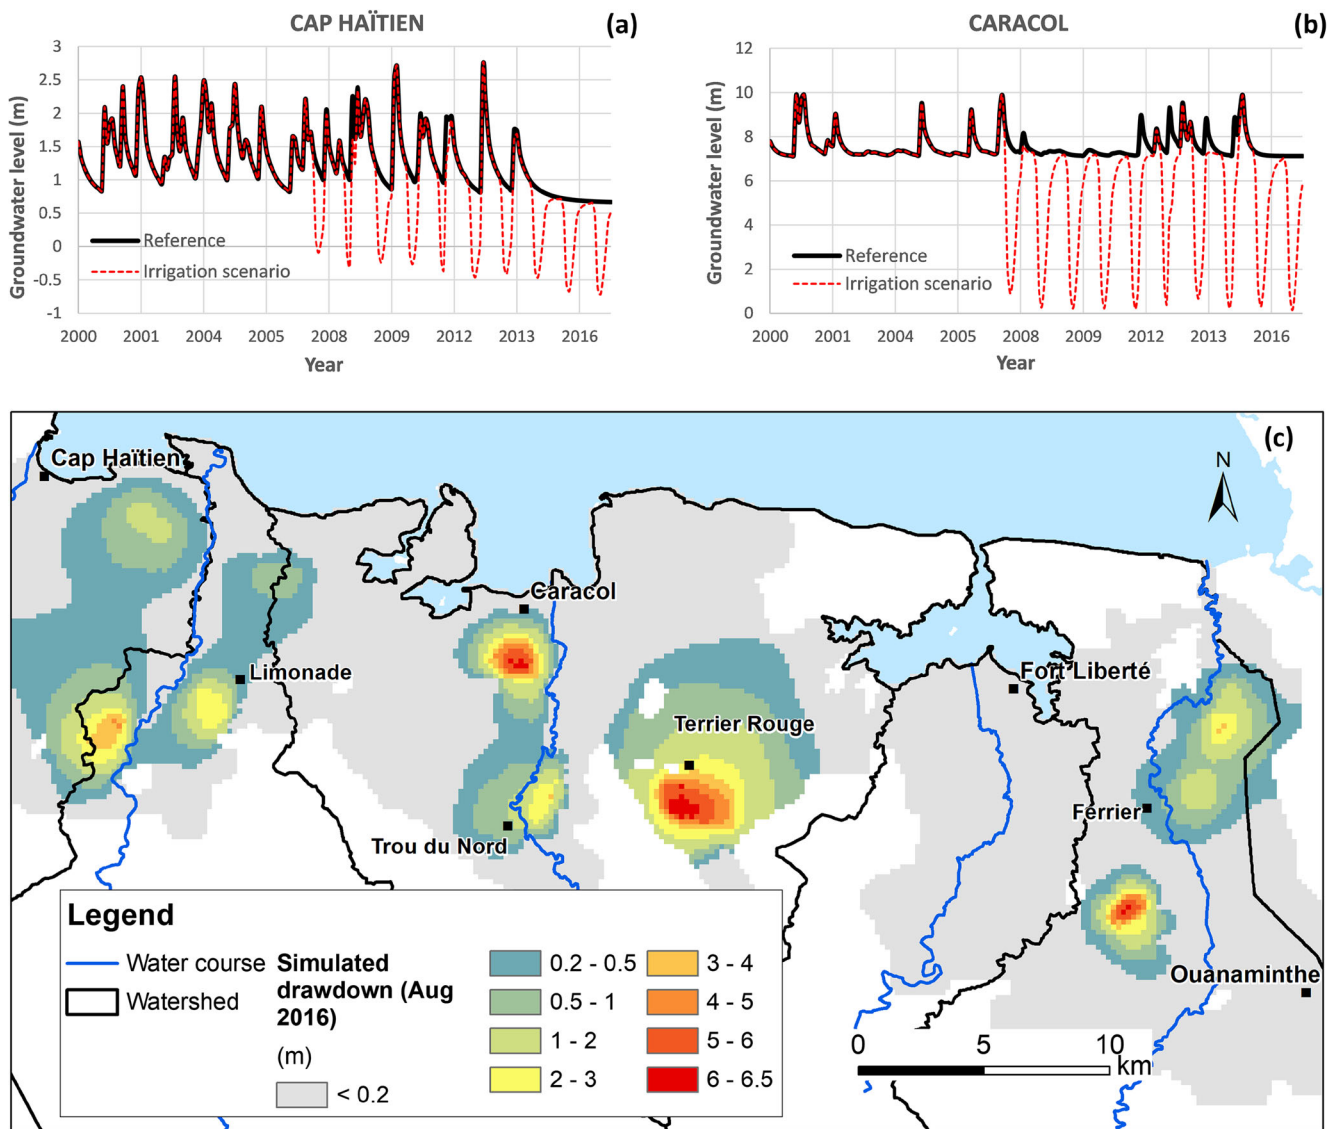 CAP HAÏTIEN
(a)
Groundwater level (m)
3
2.5
2
1.5
1
0.5
0
-0.5
-1
Reference
Irrigation scenario
2000 2001 2004 2005 2008 2009 2012 2013 2016
Year
CARACOL
(b)
Groundwater level (m)
12
10
8
6
4
2
0
Reference
Irrigation scenario
2000 2001 2004 2005 2008 2009 2012 2013 2016
Year
(c)
N
Cap Haïtien
Caracol
Limonade
Fort Liberté
Terrier Rouge
Ferrier
Trou du Nord
Ouanaminthe
Legend
Water course
Watershed
Simulated
drawdown (Aug
2016)
(m)
< 0.2
0.2 - 0.5
0.5 - 1
1 - 2
2 - 3
3 - 4
4 - 5
5 - 6
6 - 6.5
0 5 10
km